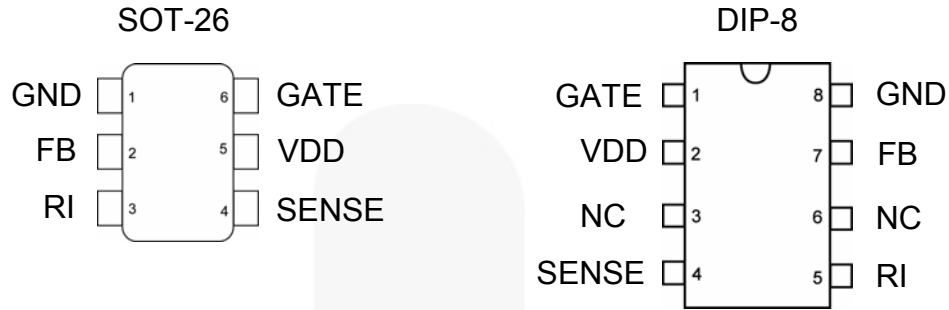 SOT-26
DIP-8
GND 1 6 GATE
FB 2 5 VDD
RI 3 4 SENSE
GATE 1 8 GND
VDD 2 7 FB
NC 3 6 NC
SENSE 4 5 RI